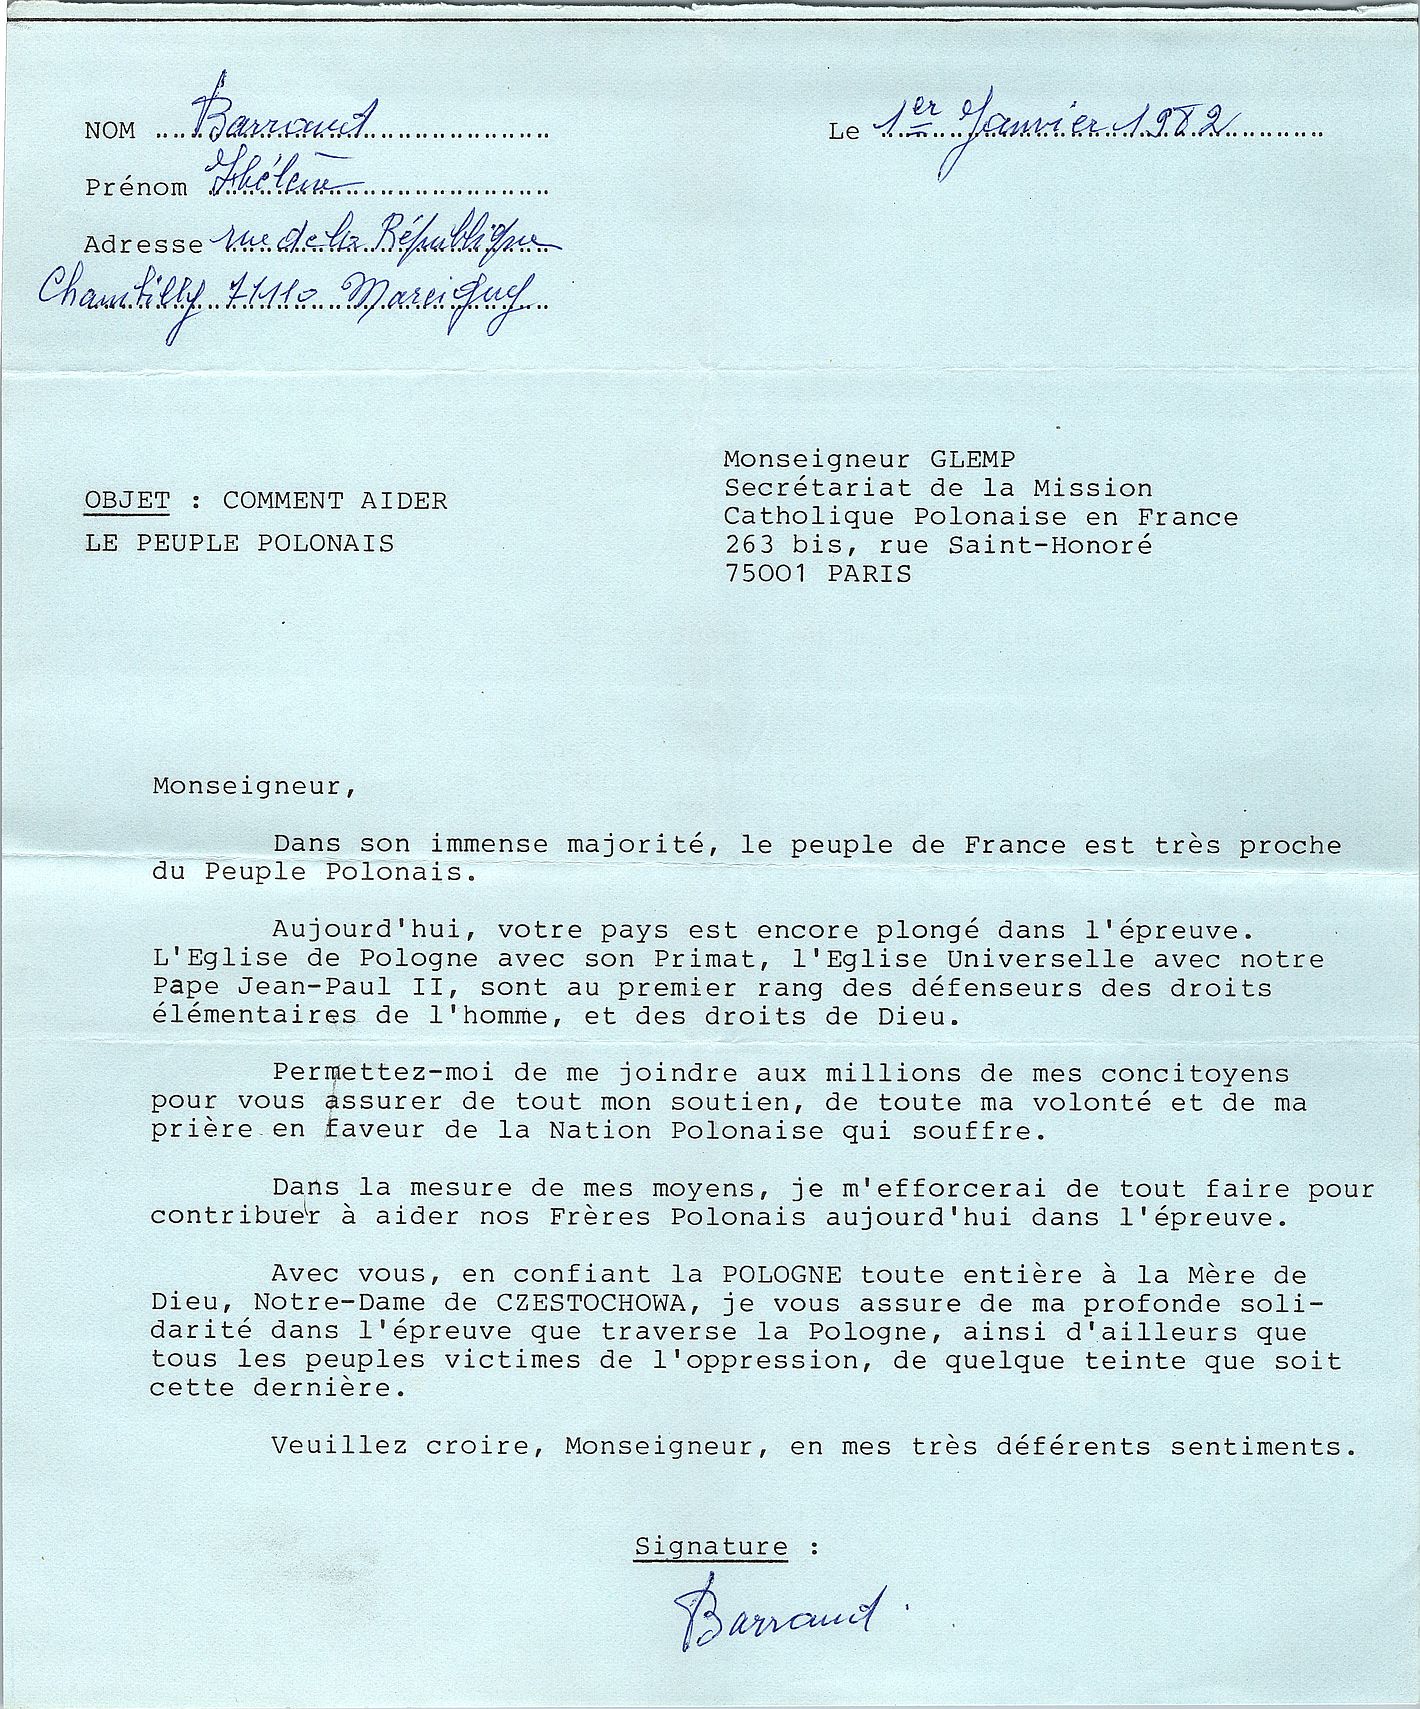 NOM Barraud
Le 1er Janvier 1982
Prénom Hélène
Adresse rue de la République
Chambilly 71110 Marcigny
Monseigneur GLEMP
Secrétariat de la Mission
Catholique Polonaise en France
263 bis, rue Saint-Honoré
75001 PARIS
OBJET : COMMENT AIDER
LE PEUPLE POLONAIS
Monseigneur,
Dans son immense majorité, le peuple de France est très proche
du Peuple Polonais.
Aujourd'hui, votre pays est encore plongé dans l'épreuve.
L'Eglise de Pologne avec son Primat, l'Eglise Universelle avec notre
Pape Jean-Paul II, sont au premier rang des défenseurs des droits
élémentaires de l'homme, et des droits de Dieu.
Permettez-moi de me joindre aux millions de mes concitoyens
pour vous assurer de tout mon soutien, de toute ma volonté et de ma
prière en faveur de la Nation Polonaise qui souffre.
Dans la mesure de mes moyens, je m'efforcerai de tout faire pour
contribuer à aider nos Frères Polonais aujourd'hui dans l'épreuve.
Avec vous, en confiant la POLOGNE toute entière à la Mère de
Dieu, Notre-Dame de CZESTOCHOWA, je vous assure de ma profonde soli-
darité dans l'épreuve que traverse la Pologne, ainsi d'ailleurs que
tous les peuples victimes de l'oppression, de quelque teinte que soit
cette dernière.
Veuillez croire, Monseigneur, en mes très déférents sentiments.
Signature :
Barraud